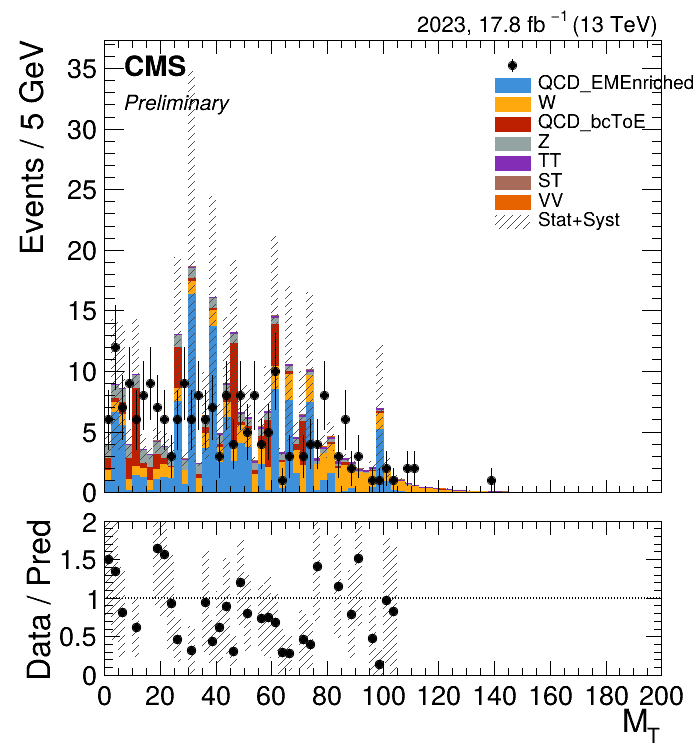 2023, 17.8 fb⁻¹ (13 TeV)
CMS
Preliminary
Events / 5 GeV
35
30
25
20
15
10
5
0
QCD_EMEnriched
W
QCD_bcToE
Z
TT
ST
VV
Stat+Syst
Data / Pred
2
1.5
1
0.5
0
0 20 40 60 80 100 120 140 160 180 200
M_T